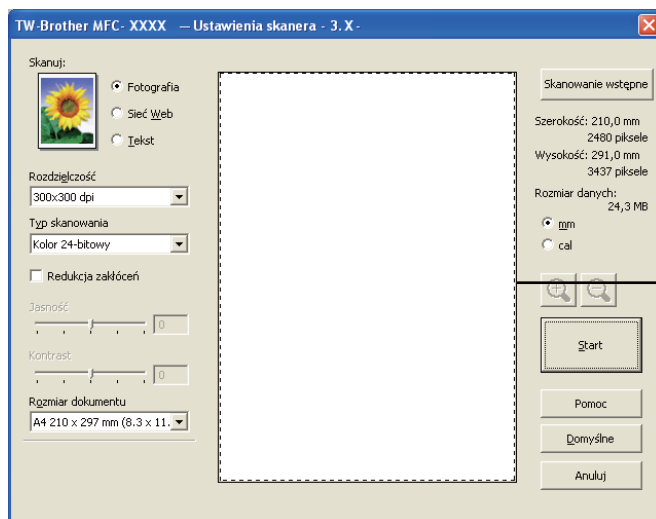 TW-Brother MFC- XXXX — Ustawienia skanera - 3. X -
Skanuj:
Fotografia
Sieć Web
Tekst
Rozdzielczość
300x300 dpi
Typ skanowania
Kolor 24-bitowy
Redukcja zakłóceń
Jasność
0
Kontrast
0
Rozmiar dokumentu
A4 210 x 297 mm (8.3 x 11.
Skanowanie wstępne
Szerokość: 210,0 mm
2480 piksele
Wysokość: 291,0 mm
3437 piksele
Rozmiar danych:
24,3 MB
mm
cal
Start
Pomoc
Domyślne
Anuluj